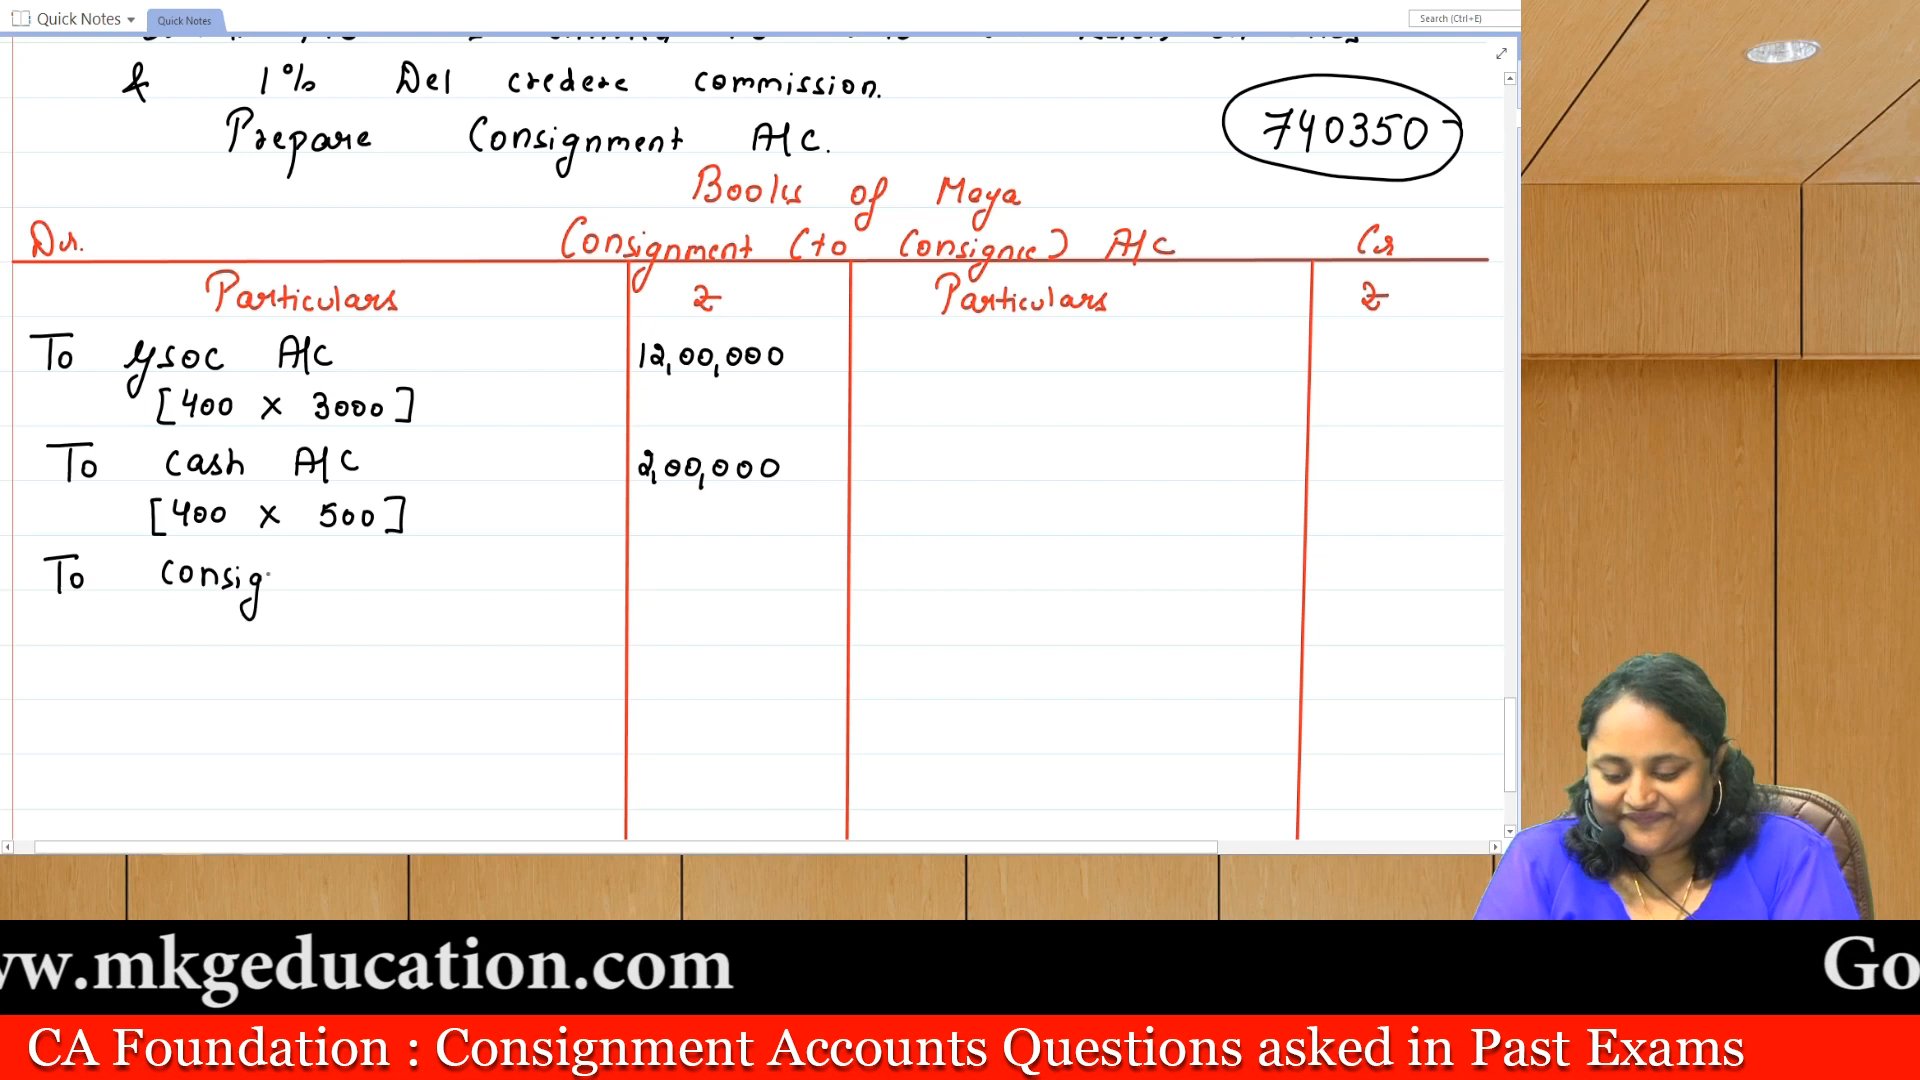 Quick Notes
Quick Notes
Search (Ctrl+E)
& 1% Del credere commission.
Prepare Consignment A/C.
740350
Books of Maya
Dr. Consignment (to Consignee) A/C Cr
Particulars ₹ Particulars ₹
To GSOC A/C 12,00,000
[400 × 3000]
To cash A/C 2,00,000
[400 × 500]
To consig
ww.mkgeducation.com
Go
CA Foundation : Consignment Accounts Questions asked in Past Exams